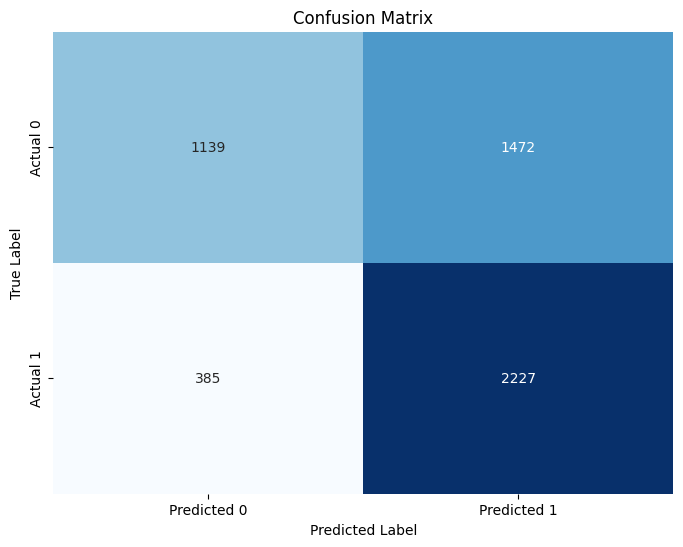 Confusion Matrix
True Label
Actual 0
1139
1472
Actual 1
385
2227
Predicted 0
Predicted 1
Predicted Label